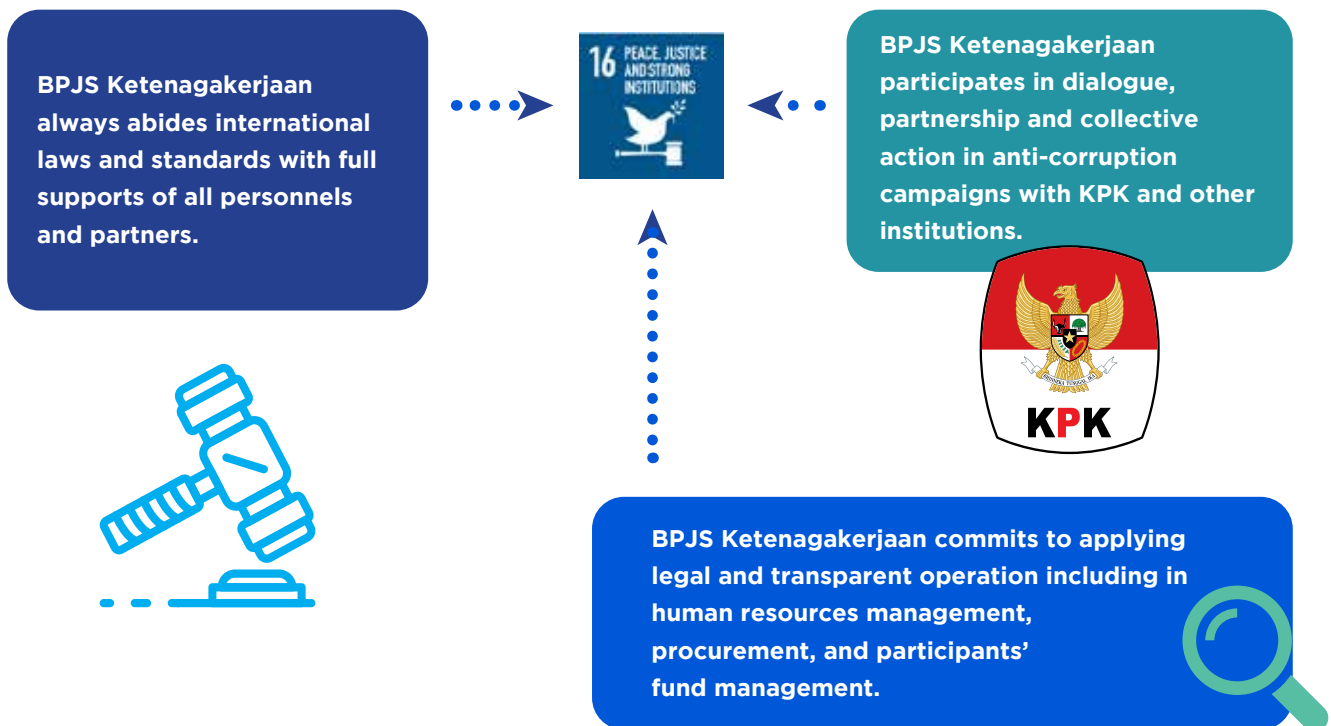 BPJS Ketenagakerjaan
always abides international
laws and standards with full
supports of all personnels
and partners.
16 PEACE, JUSTICE
AND STRONG
INSTITUTIONS
BPJS Ketenagakerjaan
participates in dialogue,
partnership and collective
action in anti-corruption
campaigns with KPK and other
institutions.
BHINNEKA TUNGGAL IKA
KPK
BPJS Ketenagakerjaan commits to applying
legal and transparent operation including in
human resources management,
procurement, and participants’
fund management.